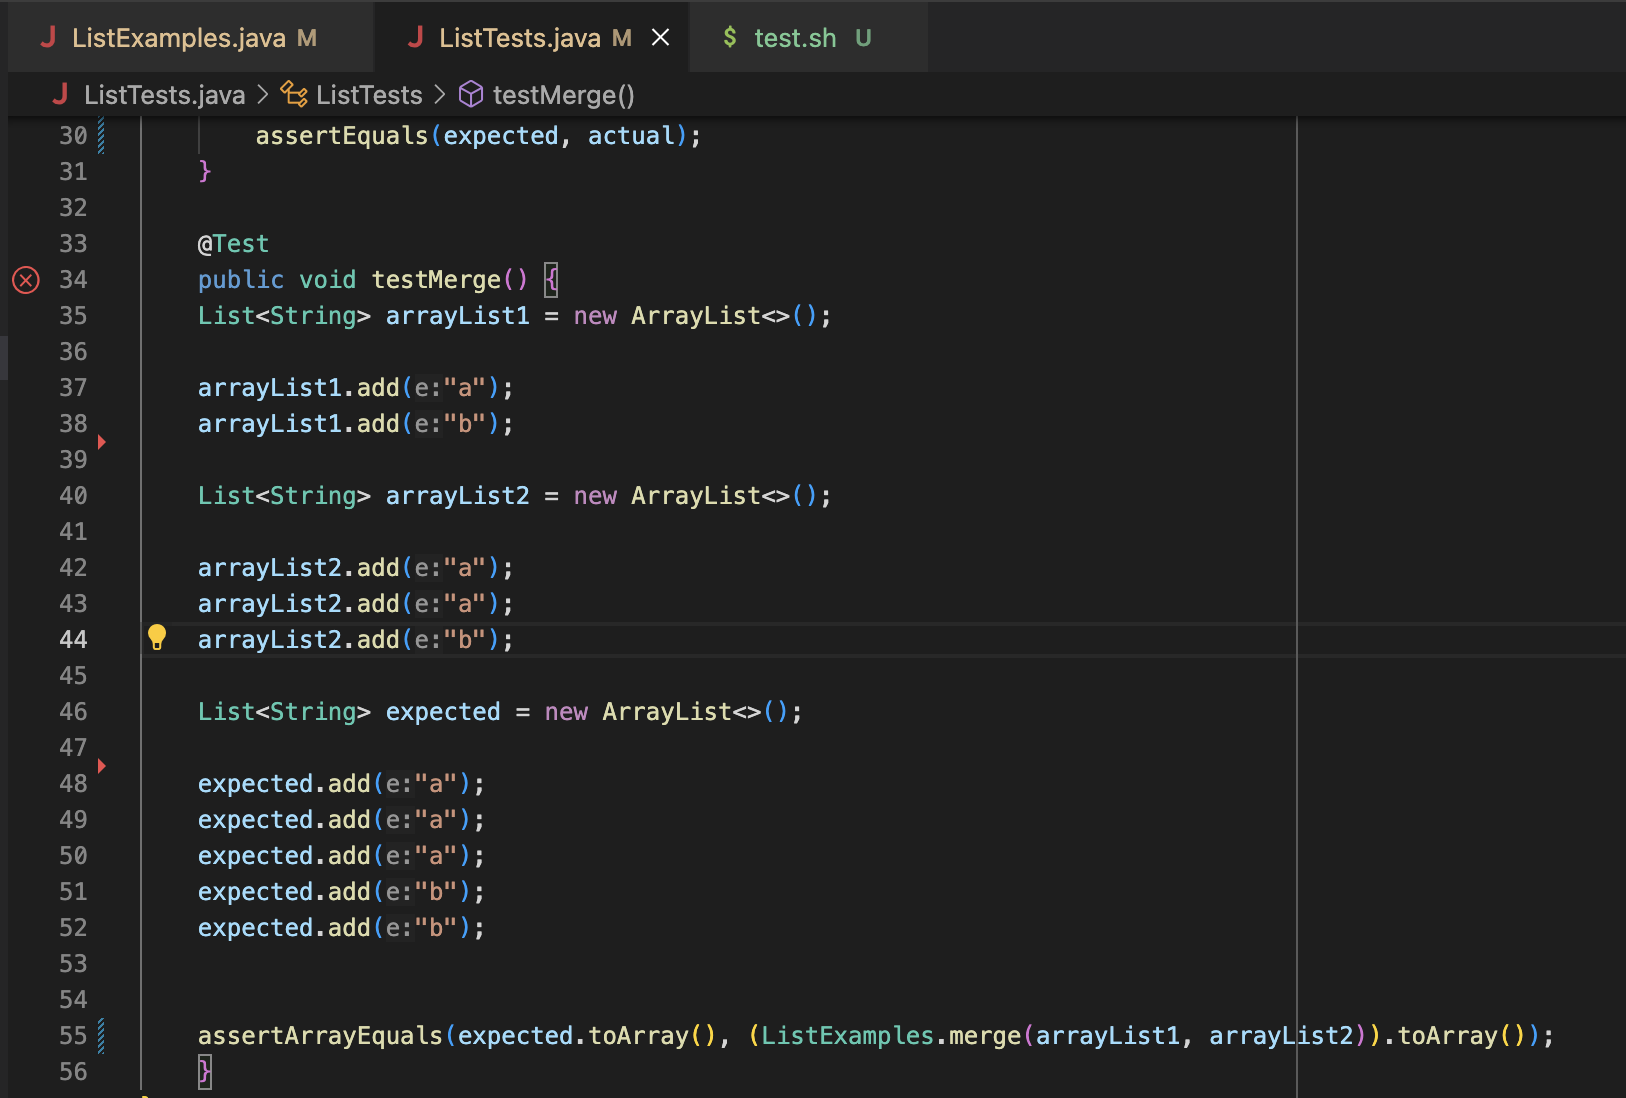 ListExamples.java M ListTests.java M $ test.sh U
ListTests.java > ListTests > testMerge()
30 assertEquals(expected, actual);
31 }
32
33 @Test
34 public void testMerge() {
35 List<String> arrayList1 = new ArrayList<>();
36
37 arrayList1.add(e:"a");
38 arrayList1.add(e:"b");
39
40 List<String> arrayList2 = new ArrayList<>();
41
42 arrayList2.add(e:"a");
43 arrayList2.add(e:"a");
44 arrayList2.add(e:"b");
45
46 List<String> expected = new ArrayList<>();
47
48 expected.add(e:"a");
49 expected.add(e:"a");
50 expected.add(e:"a");
51 expected.add(e:"b");
52 expected.add(e:"b");
53
54
55 assertArrayEquals(expected.toArray(), (ListExamples.merge(arrayList1, arrayList2)).toArray());
56 }